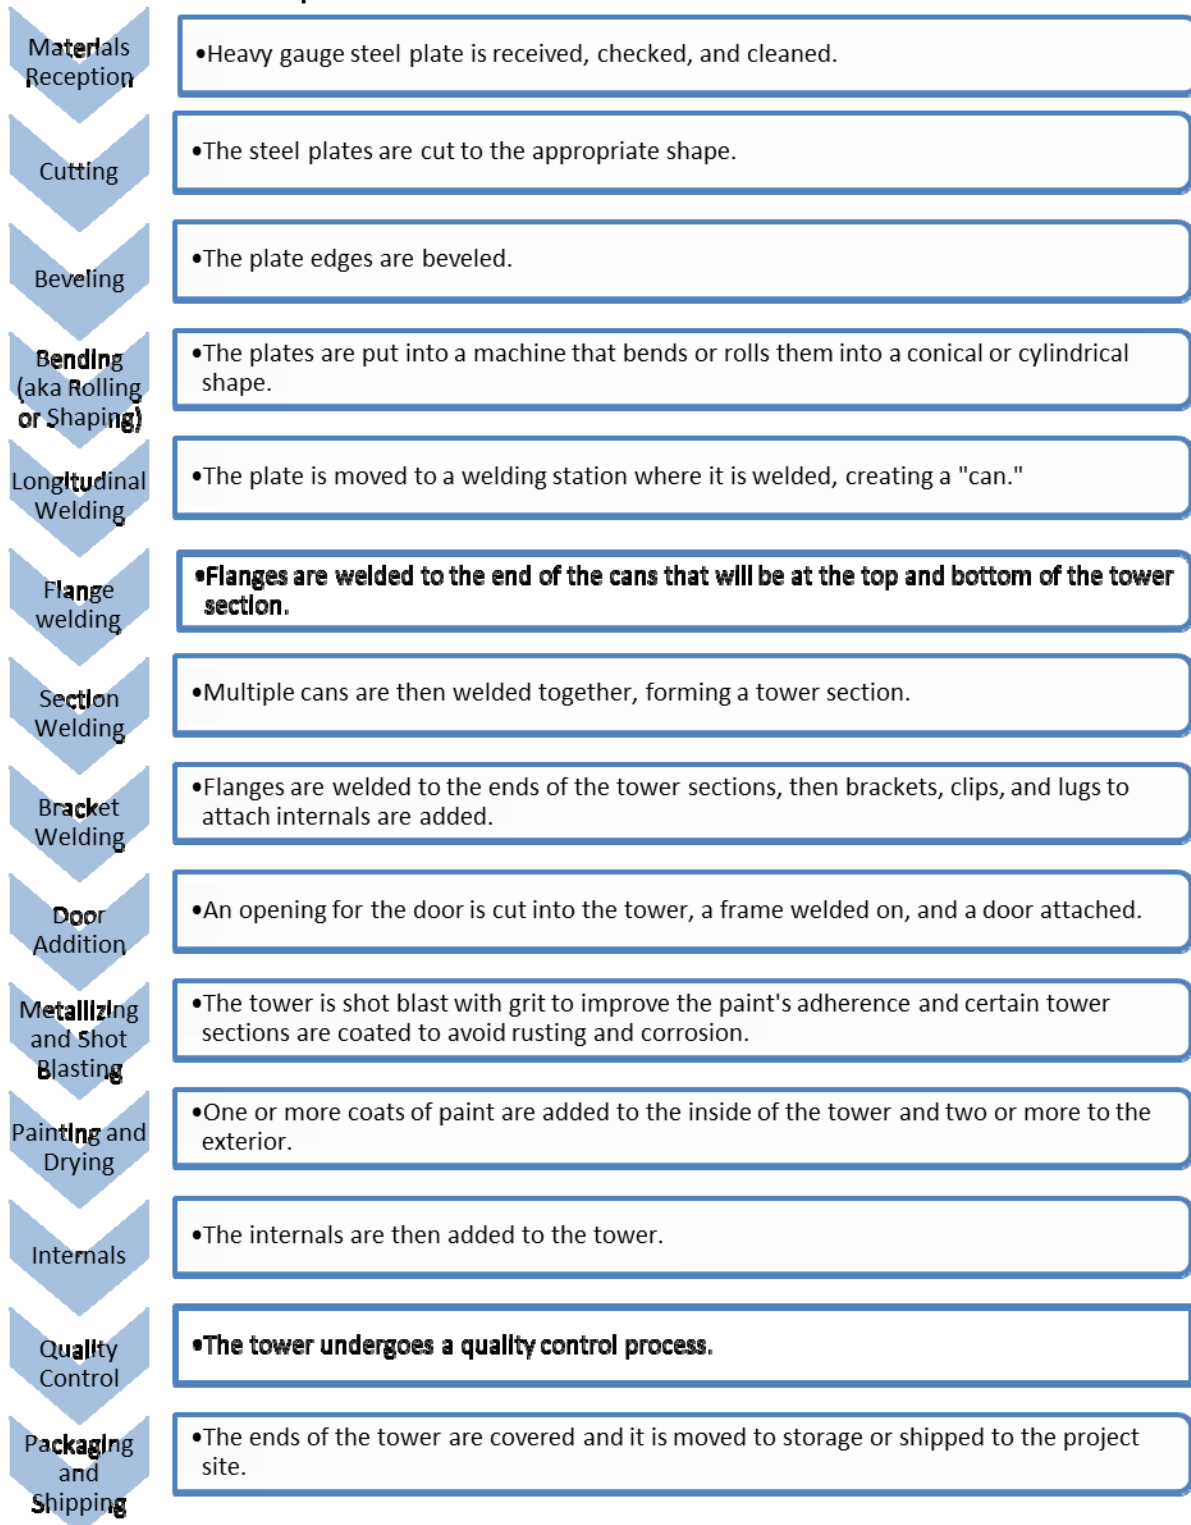 Materials
Reception
•Heavy gauge steel plate is received, checked, and cleaned.
Cutting
•The steel plates are cut to the appropriate shape.
Beveling
•The plate edges are beveled.
Bending
(aka Rolling
or Shaping)
•The plates are put into a machine that bends or rolls them into a conical or cylindrical
shape.
Longitudinal
Welding
•The plate is moved to a welding station where it is welded, creating a "can."
Flange
welding
•Flanges are welded to the end of the cans that will be at the top and bottom of the tower
section.
Section
Welding
•Multiple cans are then welded together, forming a tower section.
Bracket
Welding
•Flanges are welded to the ends of the tower sections, then brackets, clips, and lugs to
attach internals are added.
Door
Addition
•An opening for the door is cut into the tower, a frame welded on, and a door attached.
Metallizing
and Shot
Blasting
•The tower is shot blast with grit to improve the paint's adherence and certain tower
sections are coated to avoid rusting and corrosion.
Painting and
Drying
•One or more coats of paint are added to the inside of the tower and two or more to the
exterior.
Internals
•The internals are then added to the tower.
Quality
Control
•The tower undergoes a quality control process.
Packaging
and
Shipping
•The ends of the tower are covered and it is moved to storage or shipped to the project
site.